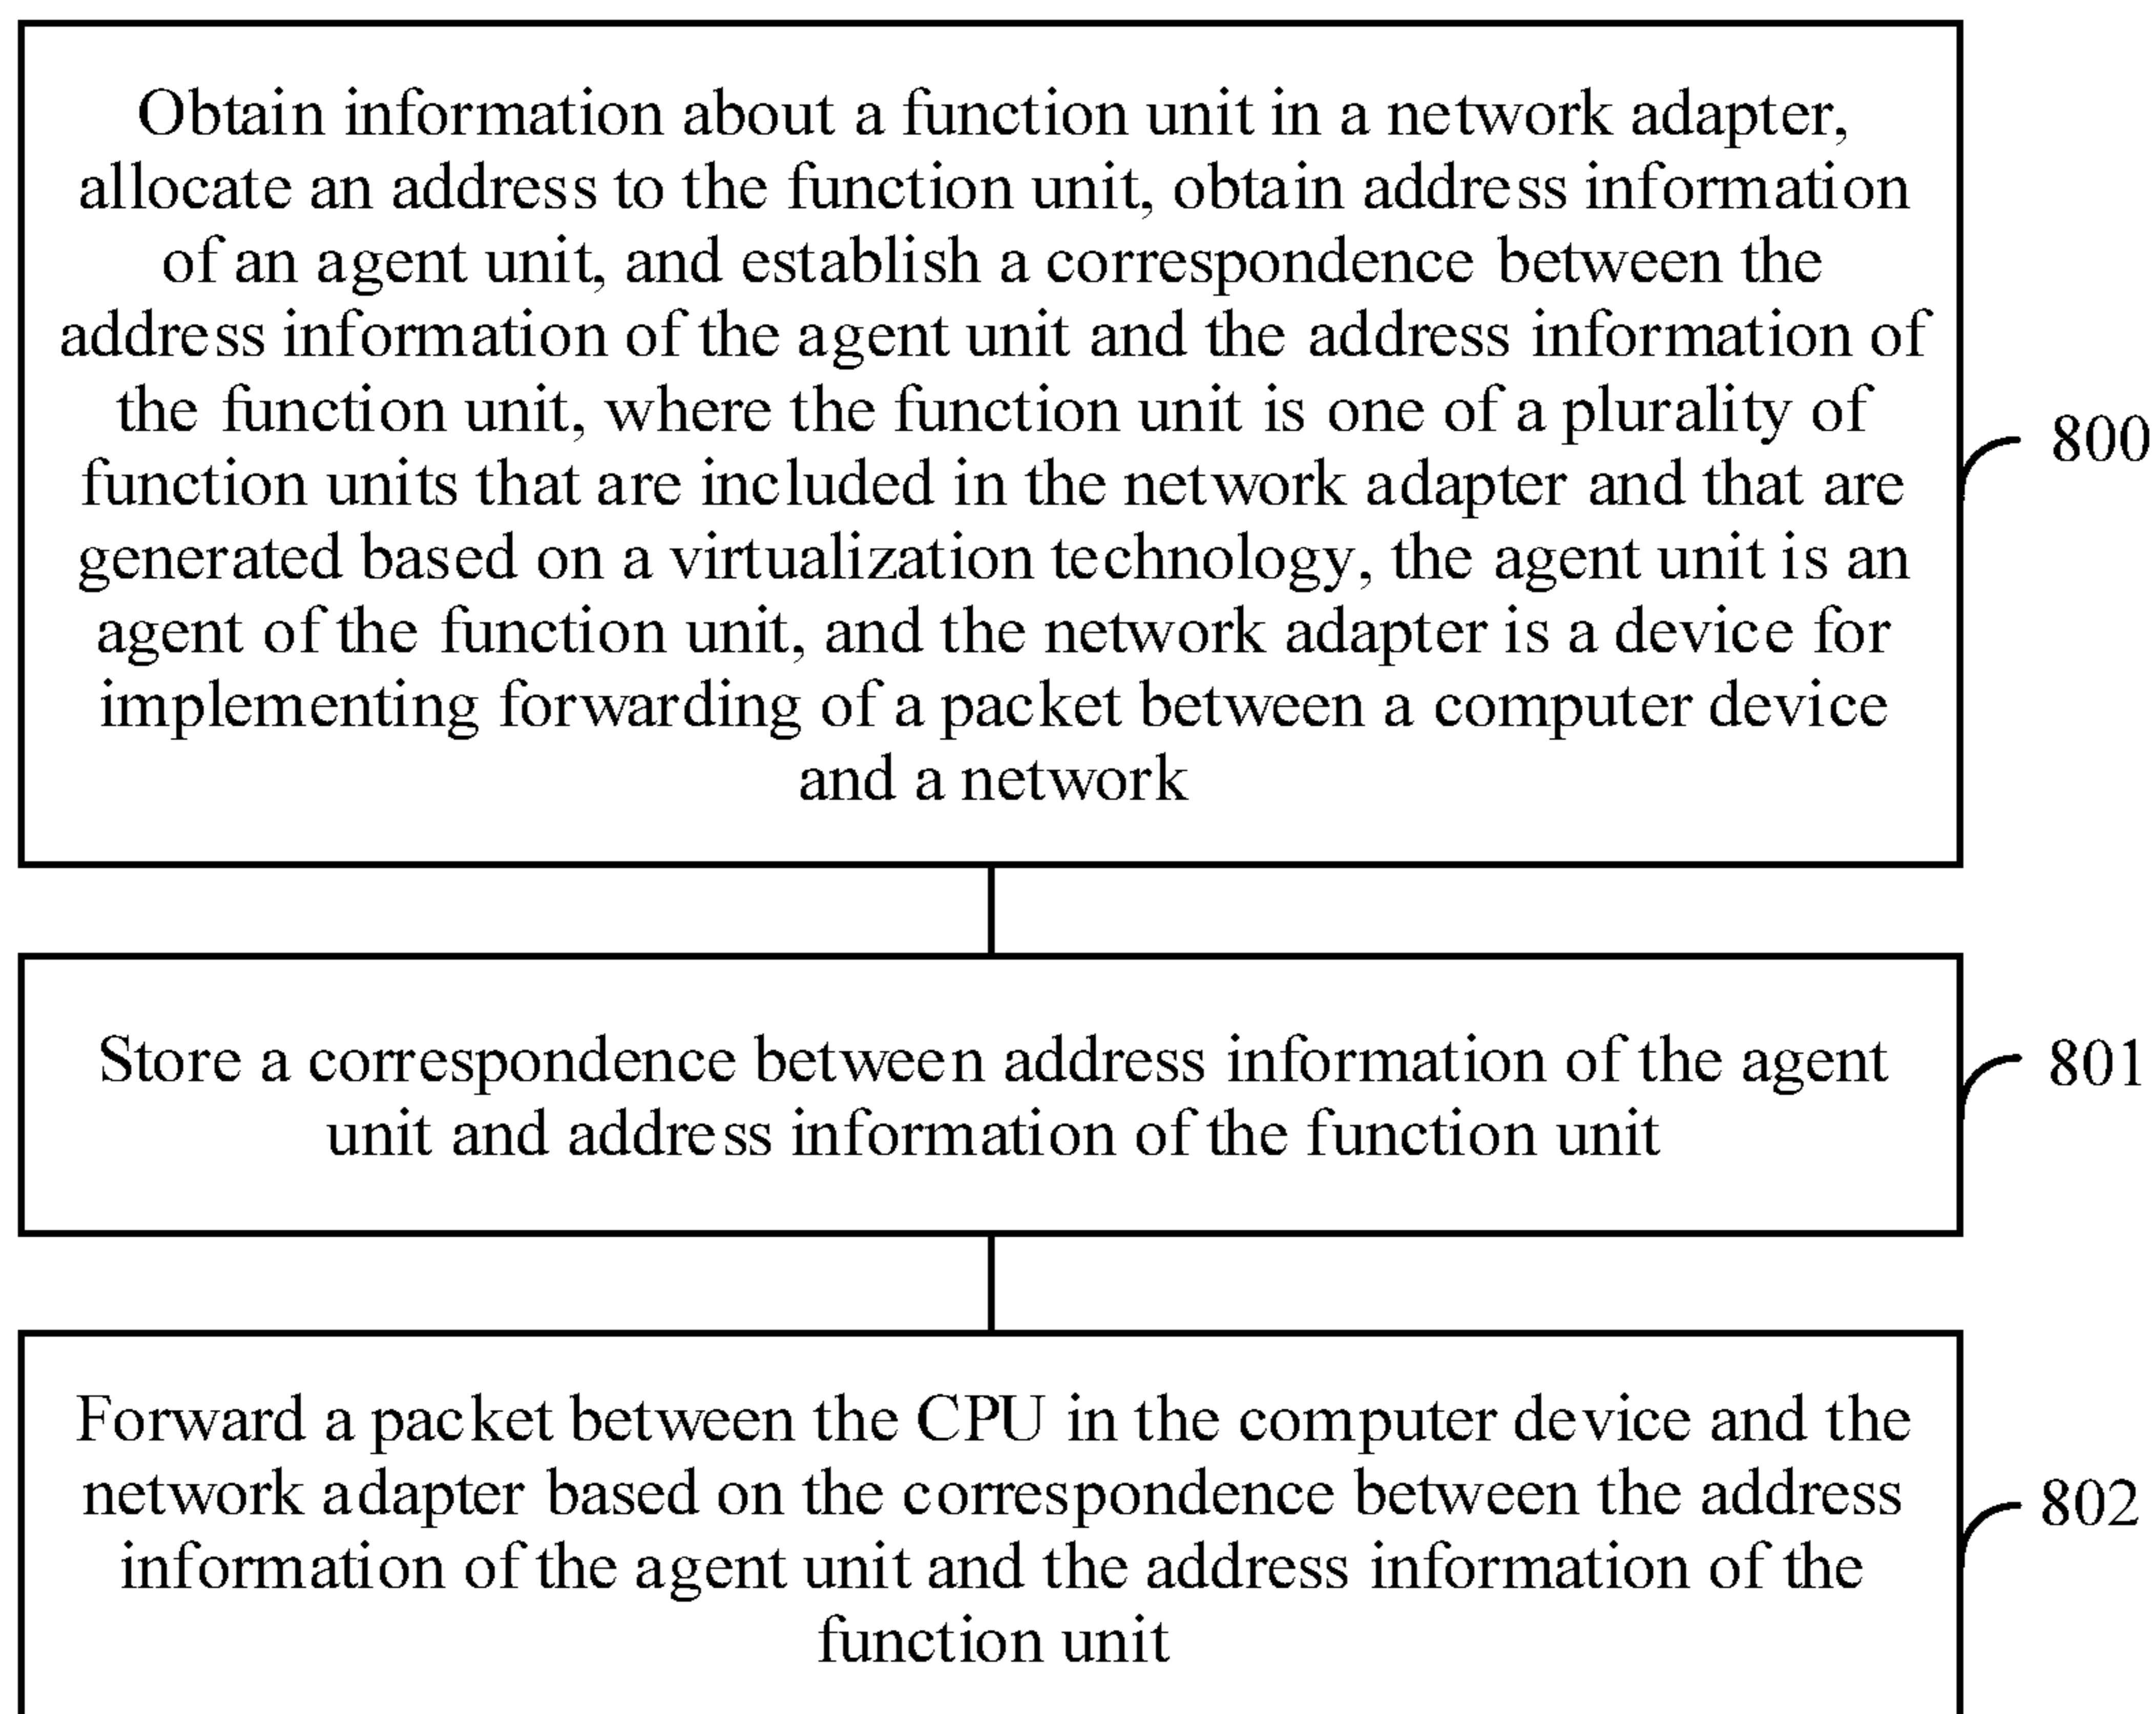 Obtain information about a function unit in a network adapter,
allocate an address to the function unit, obtain address information
of an agent unit, and establish a correspondence between the
address information of the agent unit and the address information of
the function unit, where the function unit is one of a plurality of
function units that are included in the network adapter and that are
generated based on a virtualization technology, the agent unit is an
agent of the function unit, and the network adapter is a device for
implementing forwarding of a packet between a computer device
and a network
800
Store a correspondence between address information of the agent
unit and address information of the function unit
801
Forward a packet between the CPU in the computer device and the
network adapter based on the correspondence between the address
information of the agent unit and the address information of the
function unit
802